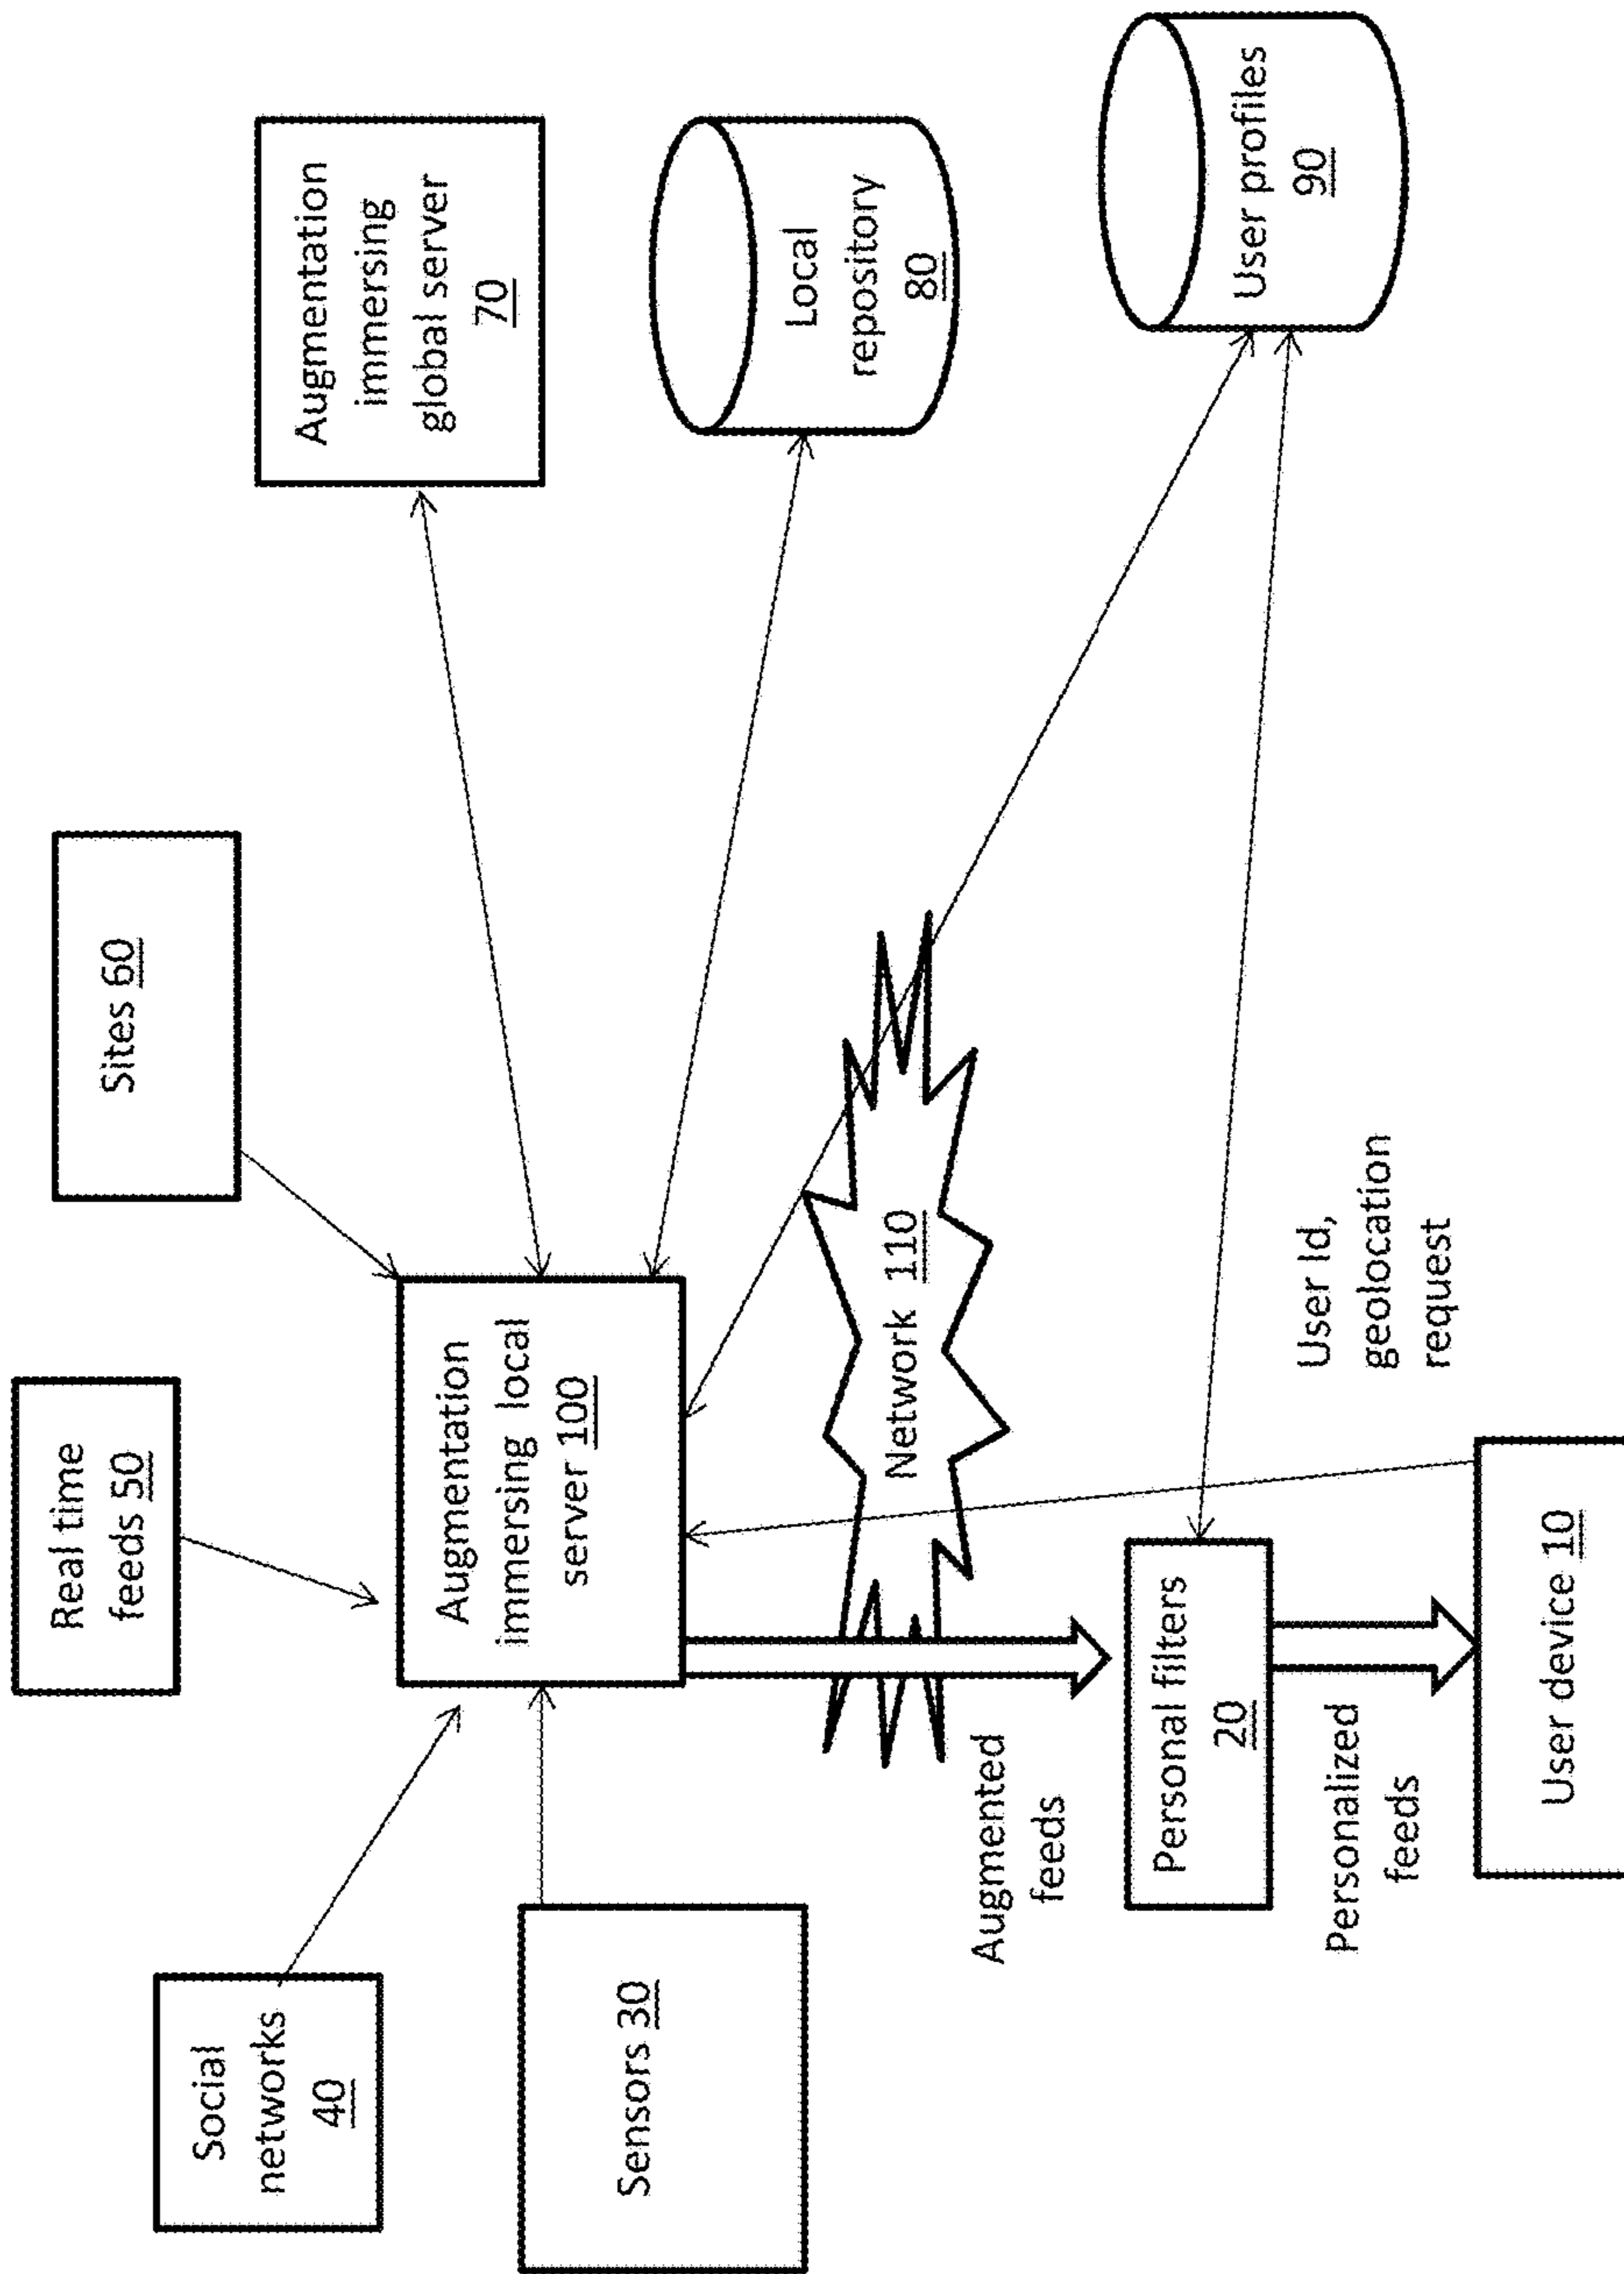 Social
networks
40
Real time
feeds 50
Sites 60
Augmentation
immersing
global server
70
Sensors 30
Augmentation
immersing local
server 100
Local
repository
80
Network 110
Augmented
feeds
User profiles
90
Personal filters
20
User Id,
geolocation
request
Personalized
feeds
User device 10